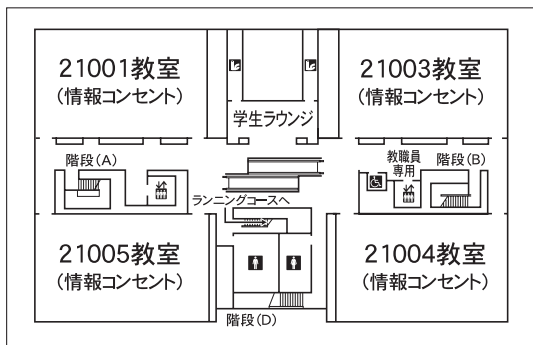 21001教室
(情報コンセント)
21003教室
(情報コンセント)
学生ラウンジ
階段(A)
教職員
専用
階段(B)
ランニングコースへ
21005教室
(情報コンセント)
21004教室
(情報コンセント)
階段(D)